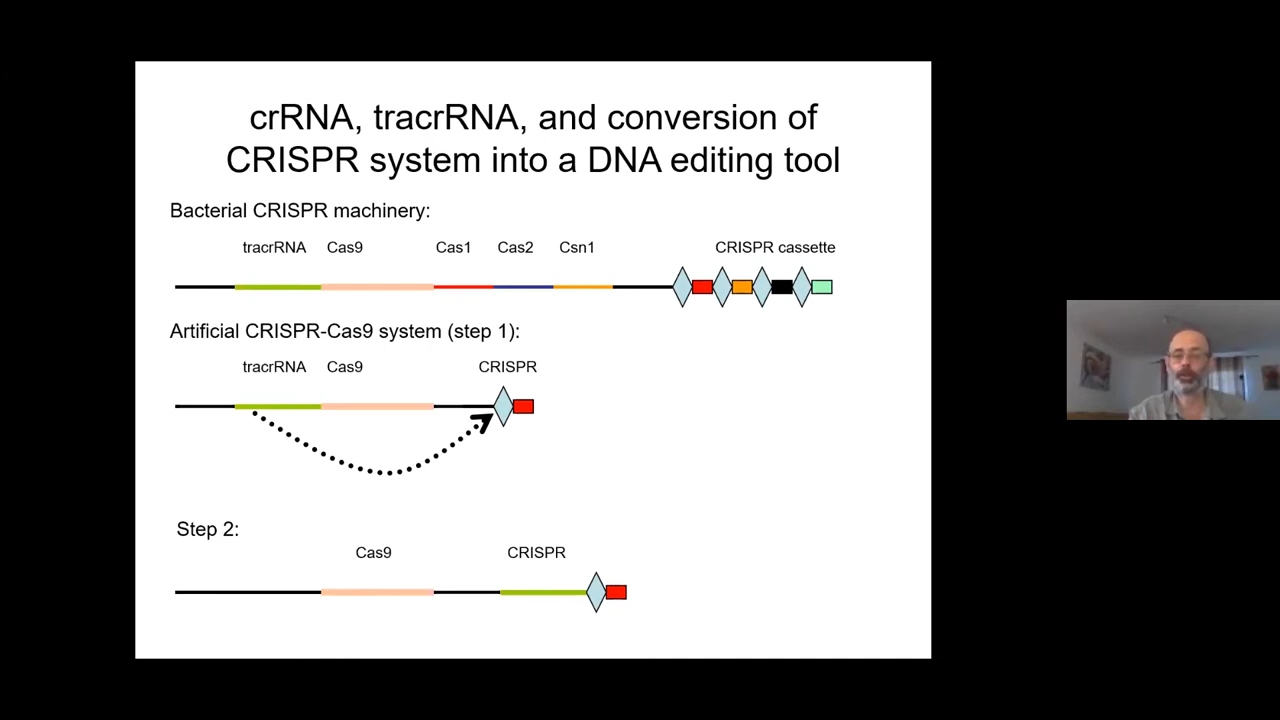 crRNA, tracrRNA, and conversion of
CRISPR system into a DNA editing tool
Bacterial CRISPR machinery:
tracrRNA Cas9 Cas1 Cas2 Csn1 CRISPR cassette
Artificial CRISPR-Cas9 system (step 1):
tracrRNA Cas9 CRISPR
Step 2:
Cas9 CRISPR